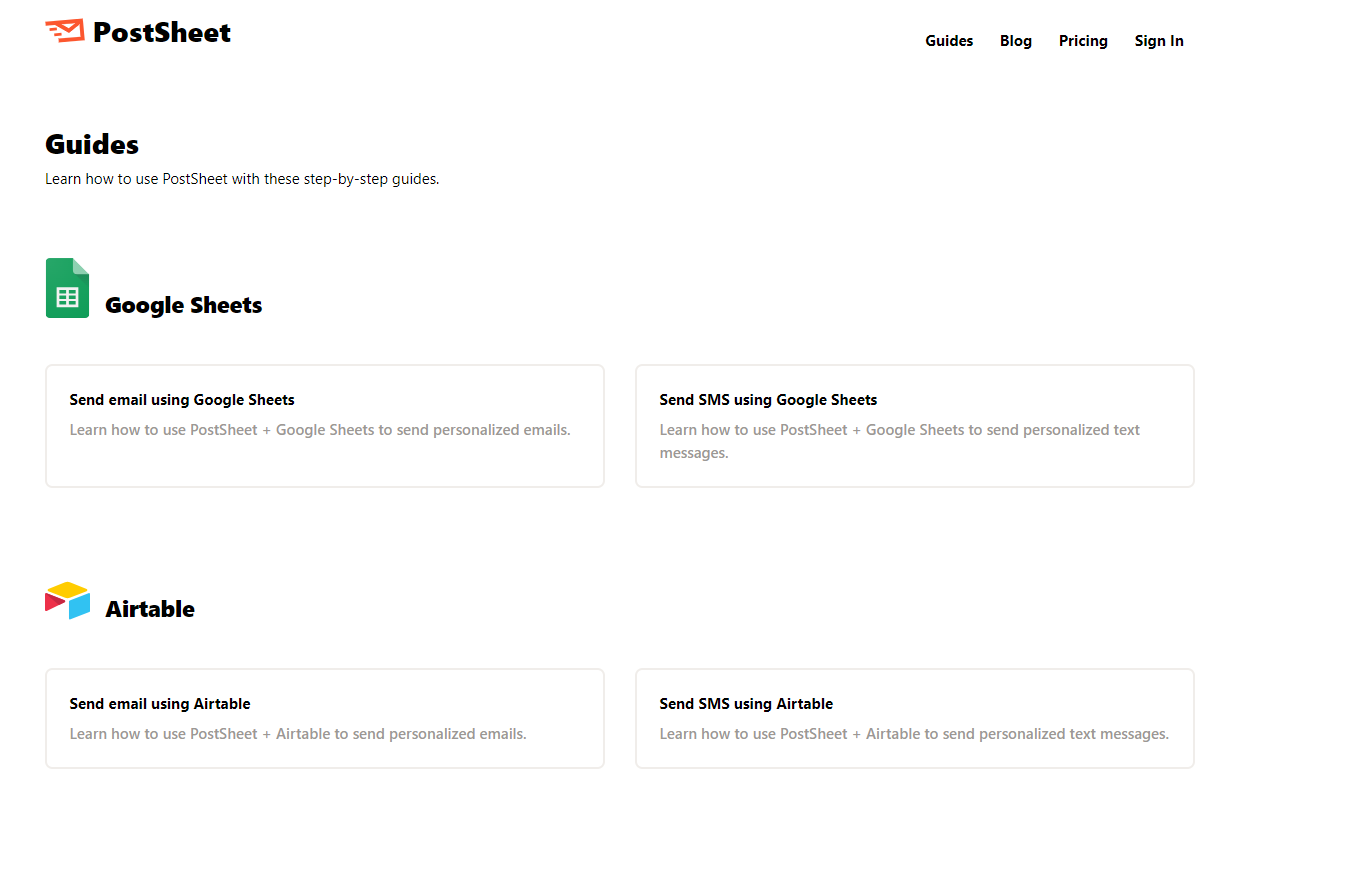 PostSheet
Guides
Blog
Pricing
Sign In
Guides
Learn how to use PostSheet with these step-by-step guides.
Google Sheets
Send email using Google Sheets
Learn how to use PostSheet + Google Sheets to send personalized emails.
Send SMS using Google Sheets
Learn how to use PostSheet + Google Sheets to send personalized text
messages.
Airtable
Send email using Airtable
Learn how to use PostSheet + Airtable to send personalized emails.
Send SMS using Airtable
Learn how to use PostSheet + Airtable to send personalized text messages.